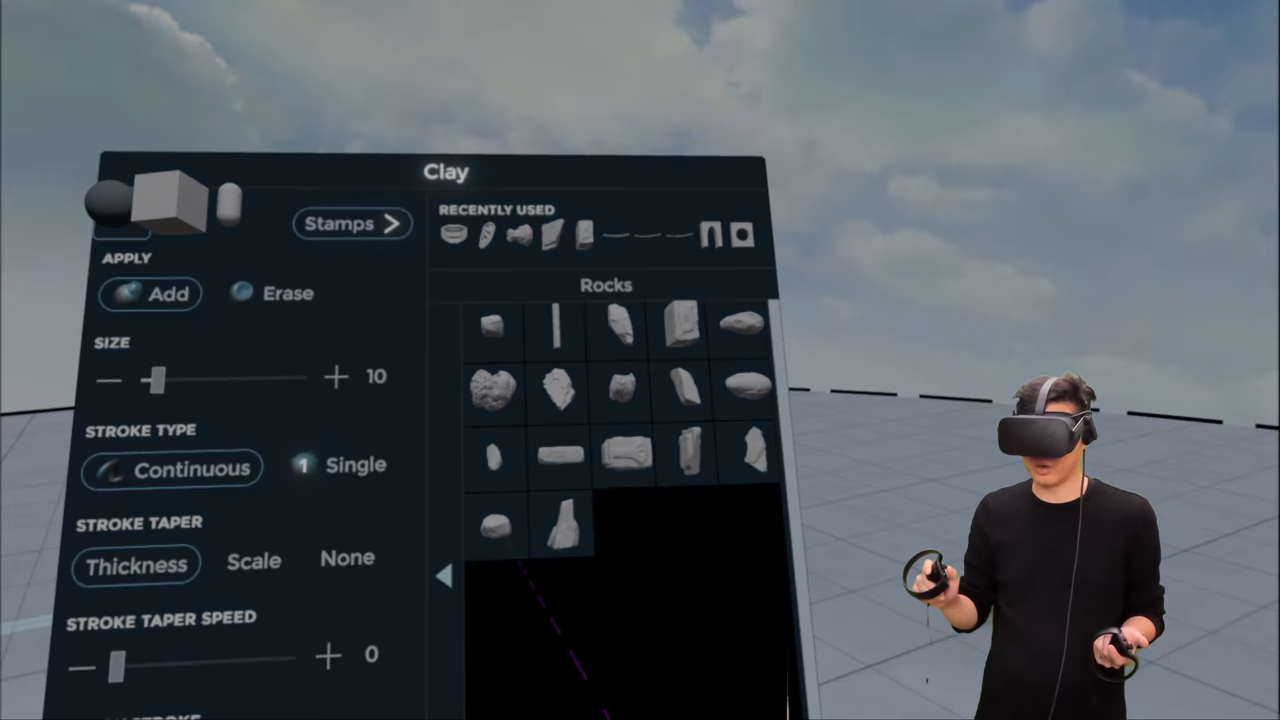 Clay
Stamps
RECENTLY USED
APPLY
Add
Erase
Rocks
SIZE
10
STROKE TYPE
Continuous
1 Single
STROKE TAPER
Thickness
Scale
None
STROKE TAPER SPEED
0